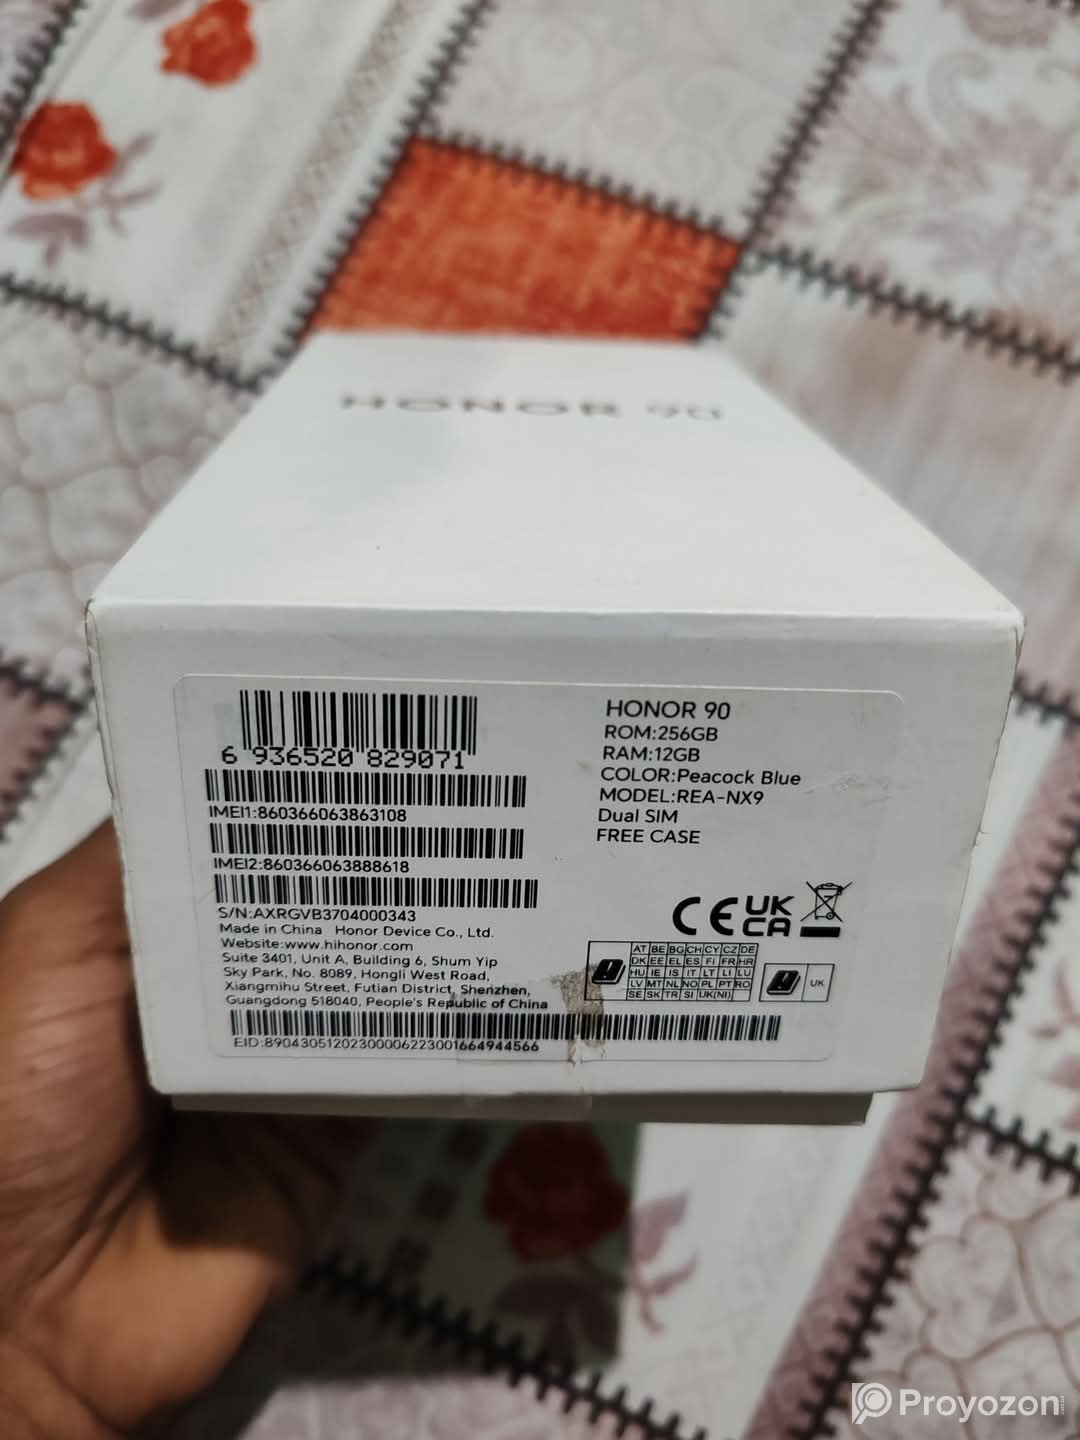 HONOR 90
6 936520 829071
IMEI1:860366063863108
IMEI2:860366063888618
S/N:AXRGVB3704000343
Made in China Honor Device Co., Ltd.
Website:www.hihonor.com
Suite 3401, Unit A, Building 6, Shum Yip
Sky Park, No. 8089, Hongli West Road,
Xiangmihu Street, Futian District, Shenzhen,
Guangdong 518040, People's Republic of China
EID:89043051202300006223001664944566
HONOR 90
ROM:256GB
RAM:12GB
COLOR:Peacock Blue
MODEL:REA-NX9
Dual SIM
FREE CASE
CE UK CA
AT BE BG CH CY CZ DE
DK EE EL ES FI FR HR
HU IE IS IT LT LI LU
LV MT NL NO PL PT RO
SE SK TR SI UK(NI)
UK
Proyozon